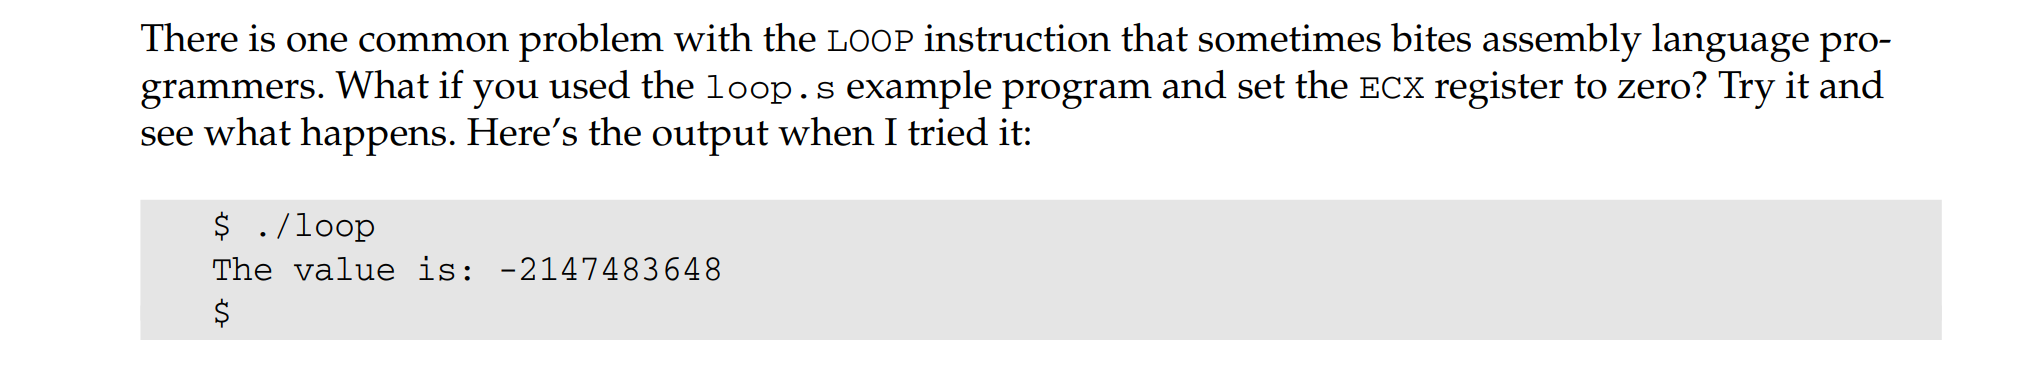 There is one common problem with the LOOP instruction that sometimes bites assembly language pro-
grammers. What if you used the loop.s example program and set the ECX register to zero? Try it and
see what happens. Here’s the output when I tried it:
$ ./loop
The value is: -2147483648
$